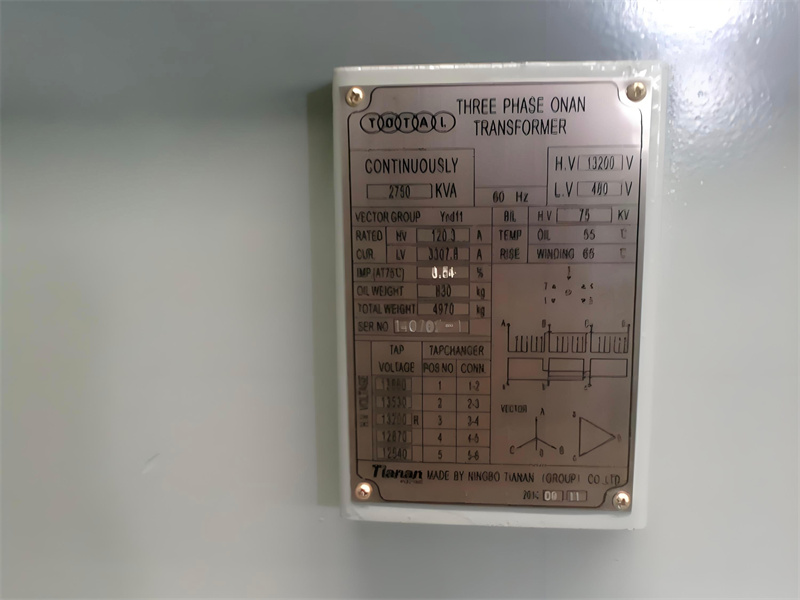 TOTAL
THREE PHASE ONAN
TRANSFORMER
CONTINUOUSLY
2750 KVA
60 Hz
H.V 13200 V
L.V 480 V
VECTOR GROUP Ynd11
BIL H.V 75 KV
RATED HV 120.3 A
CUR. LV 3307.8 A
TEMP OIL ℃
RISE WINDING 65 ℃
IMP.(AT75℃) %
OIL WEIGHT 830 kg
TOTAL WEIGHT 4970 kg
SER NO
H.V VOLTAGE
TAP TAPCHANGER
VOLTAGE POS NO CONN.
13860 1 1-2
13530 2 2-3
13200 R 3 3-4
12870 4 4-5
12540 5 5-6
VECTOR
A
C B
Tianan MADE BY NINGBO TIANAN (GROUP) CO.,LTD
09 11